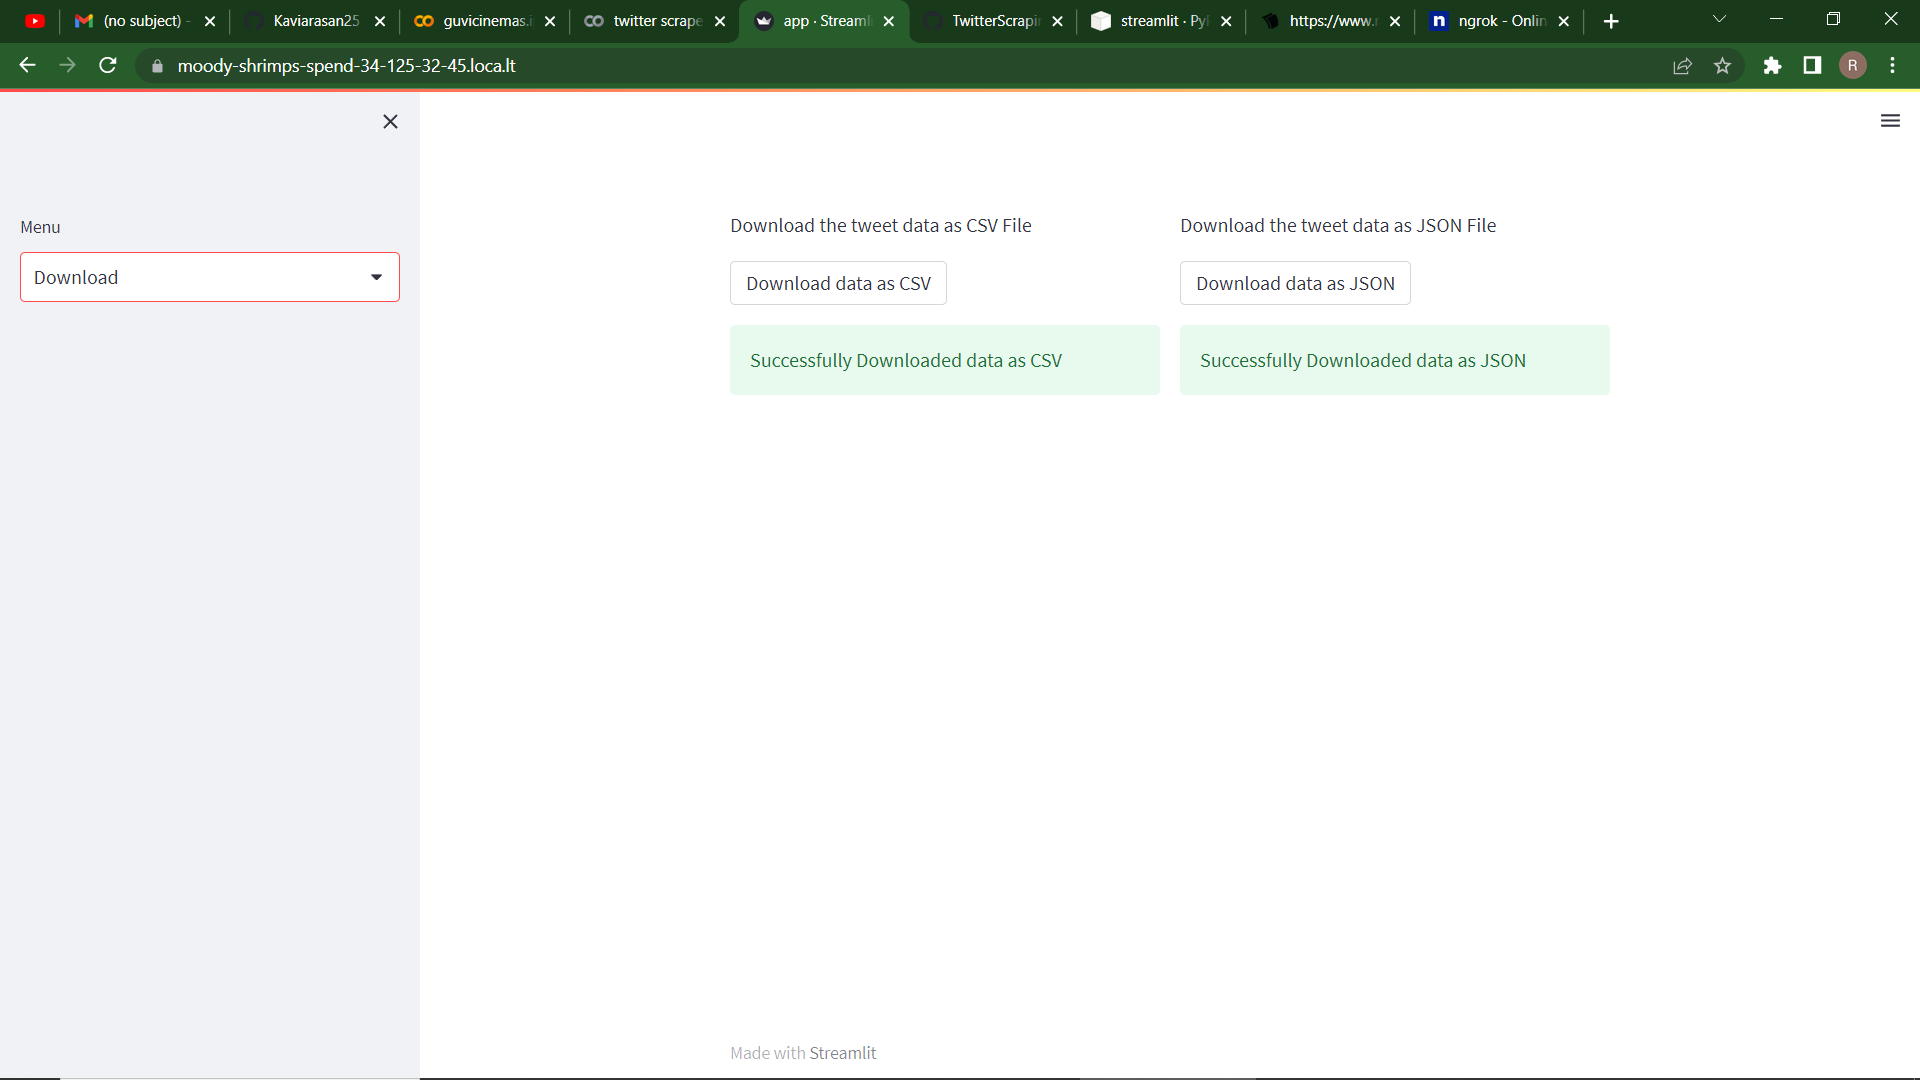 (no subject) -
Kaviarasan25
guvicinemas.i
twitter scrape
app · Streamli
TwitterScrapin
streamlit · PyP
https://www.r
n
ngrok - Onlin
moody-shrimps-spend-34-125-32-45.loca.lt
R
Menu
Download
Download the tweet data as CSV File
Download the tweet data as JSON File
Download data as CSV
Download data as JSON
Successfully Downloaded data as CSV
Successfully Downloaded data as JSON
Made with Streamlit